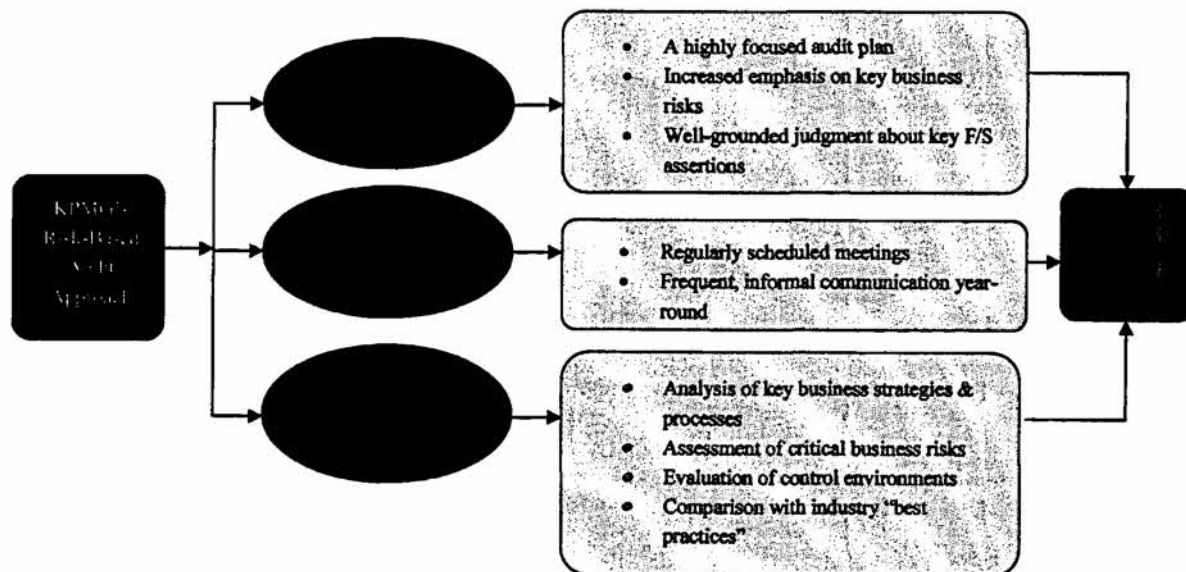 KPMG's
Risk-Based
Audit
Approach
• A highly focused audit plan
• Increased emphasis on key business
risks
• Well-grounded judgment about key F/S
assertions
• Regularly scheduled meetings
• Frequent, informal communication year-
round
• Analysis of key business strategies &
processes
• Assessment of critical business risks
• Evaluation of control environments
• Comparison with industry "best
practices"